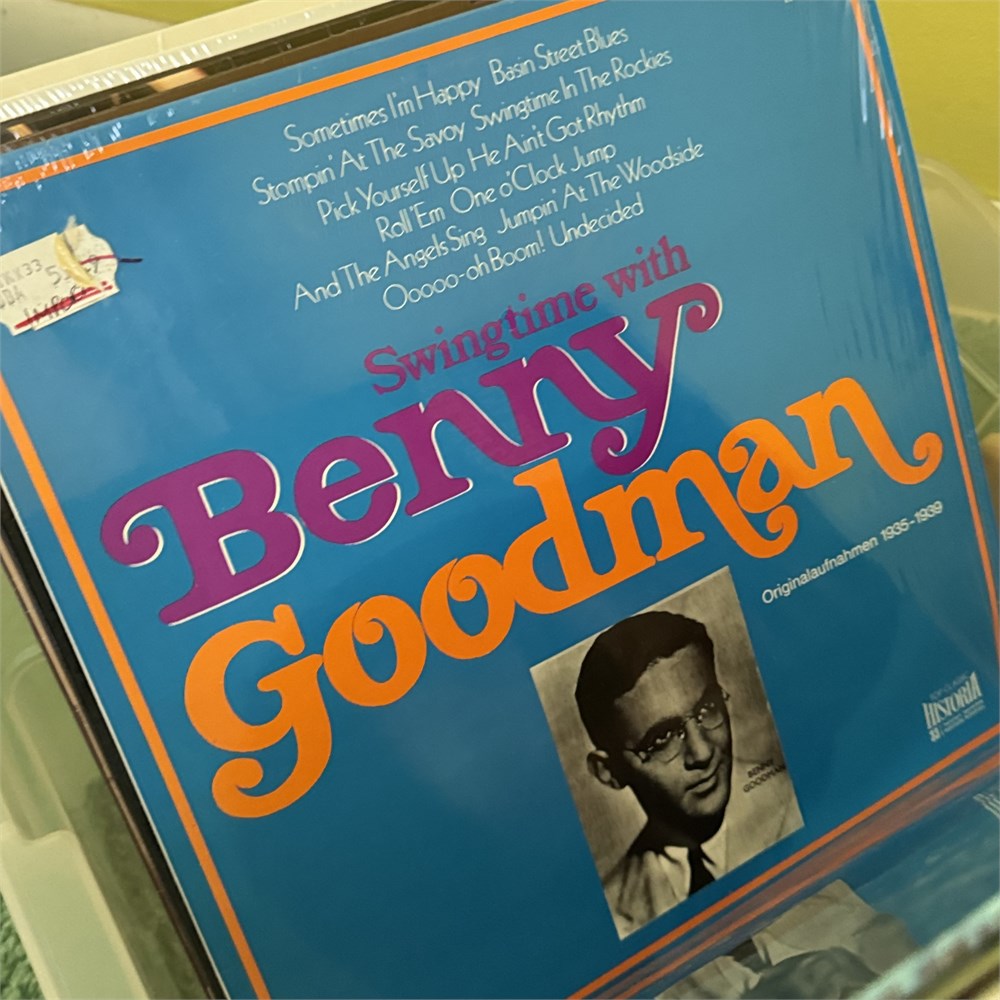 Sometimes I'm Happy Basin Street Blues
Stompin' At The Savoy Swingtime In The Rockies
Pick Yourself Up He Ain't Got Rhythm
Roll 'Em One o'Clock Jump
And The Angels Sing Jumpin' At The Woodside
Ooooo-oh Boom! Undecided
Swingtime with
Benny
Goodman
Originalaufnahmen 1935-1939
BENNY
GOODMAN
HISTORIA